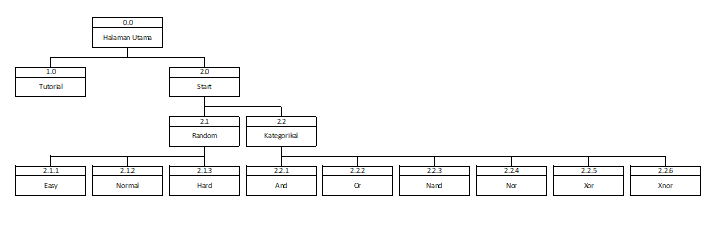 0.0
Halaman Utama
1.0
Tutorial
2.0
Start
2.1
Random
2.2
Kategorikal
2.1.1
Easy
2.1.2
Normal
2.1.3
Hard
2.2.1
And
2.2.2
Or
2.2.3
Nand
2.2.4
Nor
2.2.5
Xor
2.2.6
Xnor